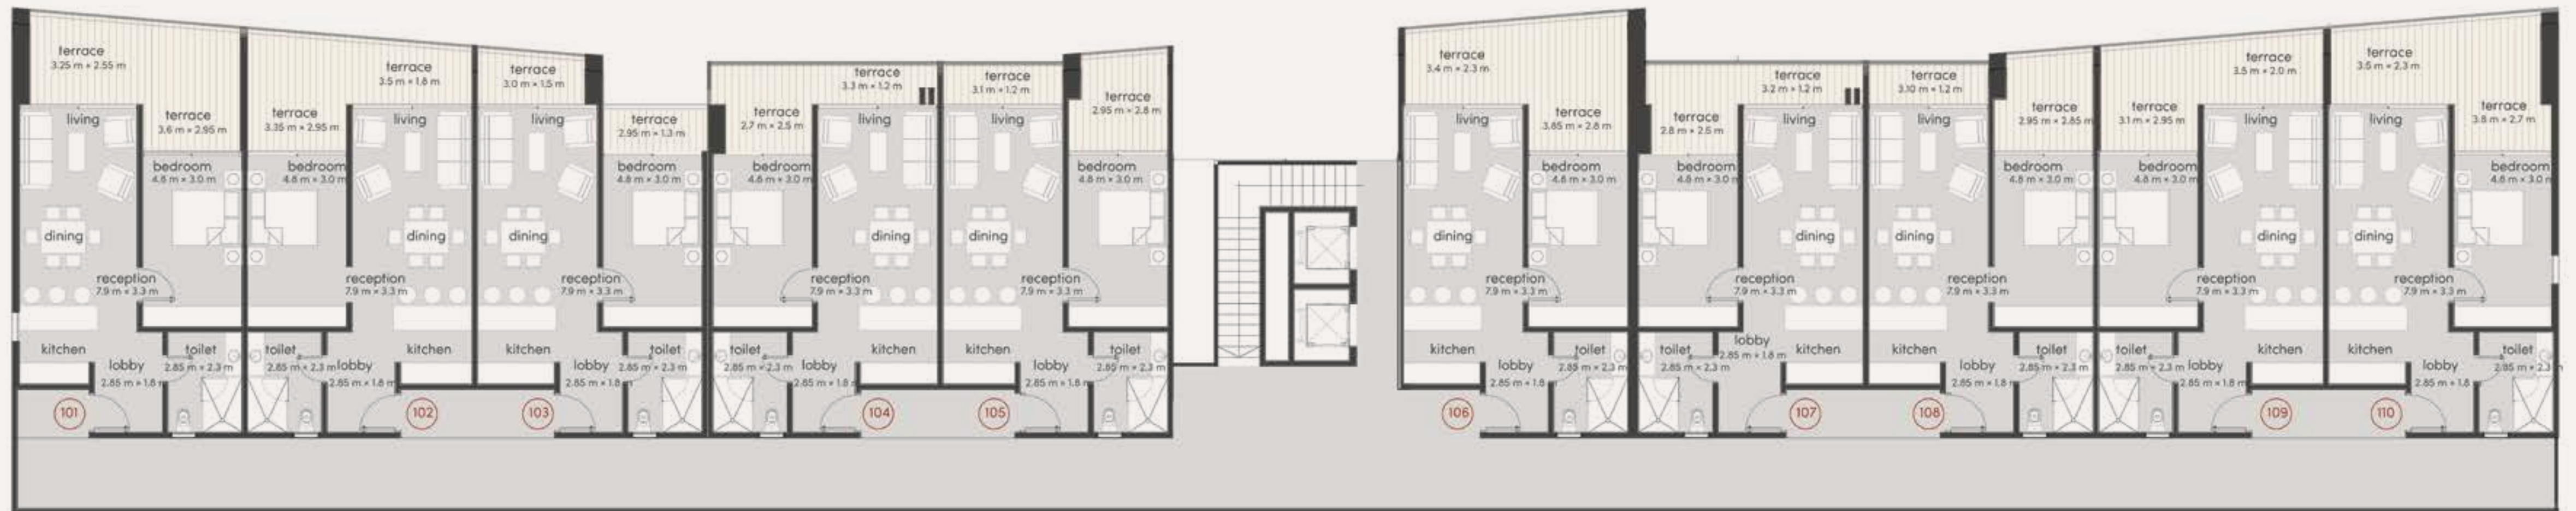 terrace
3.25 m × 2.55 m
terrace
3.6 m × 2.95 m
living
bedroom
4.8 m × 3.0 m
dining
reception
7.9 m × 3.3 m
kitchen
lobby
2.85 m × 1.8 m
toilet
2.85 m × 2.3 m
101
terrace
3.35 m × 2.95 m
terrace
3.5 m × 1.8 m
living
bedroom
4.8 m × 3.0 m
dining
reception
7.9 m × 3.3 m
toilet
2.85 m × 2.3 m
lobby
2.85 m × 1.8 m
kitchen
102
terrace
3.0 m × 1.5 m
terrace
2.95 m × 1.3 m
living
bedroom
4.8 m × 3.0 m
dining
reception
7.9 m × 3.3 m
kitchen
lobby
2.85 m × 1.8 m
toilet
2.85 m × 2.3 m
103
terrace
3.3 m × 1.2 m
terrace
2.7 m × 2.5 m
living
bedroom
4.8 m × 3.0 m
dining
reception
7.9 m × 3.3 m
toilet
2.85 m × 2.3 m
lobby
2.85 m × 1.8 m
kitchen
104
terrace
3.1 m × 1.2 m
terrace
2.95 m × 2.8 m
living
bedroom
4.8 m × 3.0 m
dining
reception
7.9 m × 3.3 m
kitchen
lobby
2.85 m × 1.8 m
toilet
2.85 m × 2.3 m
105
terrace
3.4 m × 2.3 m
terrace
3.85 m × 2.8 m
living
bedroom
4.8 m × 3.0 m
dining
reception
7.9 m × 3.3 m
kitchen
lobby
2.85 m × 1.8
toilet
2.85 m × 2.3 m
106
terrace
3.2 m × 1.2 m
terrace
2.8 m × 2.5 m
living
bedroom
4.8 m × 3.0
dining
reception
7.9 m × 3.3 m
toilet
2.85 m × 2.3 m
lobby
2.85 m × 1.8 m
kitchen
107
terrace
3.10 m × 1.2 m
terrace
2.95 m × 2.85 m
living
bedroom
4.8 m × 3.0 m
dining
reception
7.9 m × 3.3 m
kitchen
lobby
2.85 m × 1.8
toilet
2.85 m × 2.3 m
108
terrace
3.5 m × 2.0 m
terrace
3.1 m × 2.95 m
living
bedroom
4.8 m × 3.0 m
dining
reception
7.9 m × 3.3 m
toilet
2.85 m × 2.3 m
lobby
2.85 m × 1.8 m
kitchen
109
terrace
3.5 m × 2.3 m
terrace
3.8 m × 2.7 m
living
bedroom
4.8 m × 3.0 m
dining
reception
7.9 m × 3.3 m
kitchen
lobby
2.85 m × 1.8
toilet
2.85 m × 2.3 m
110